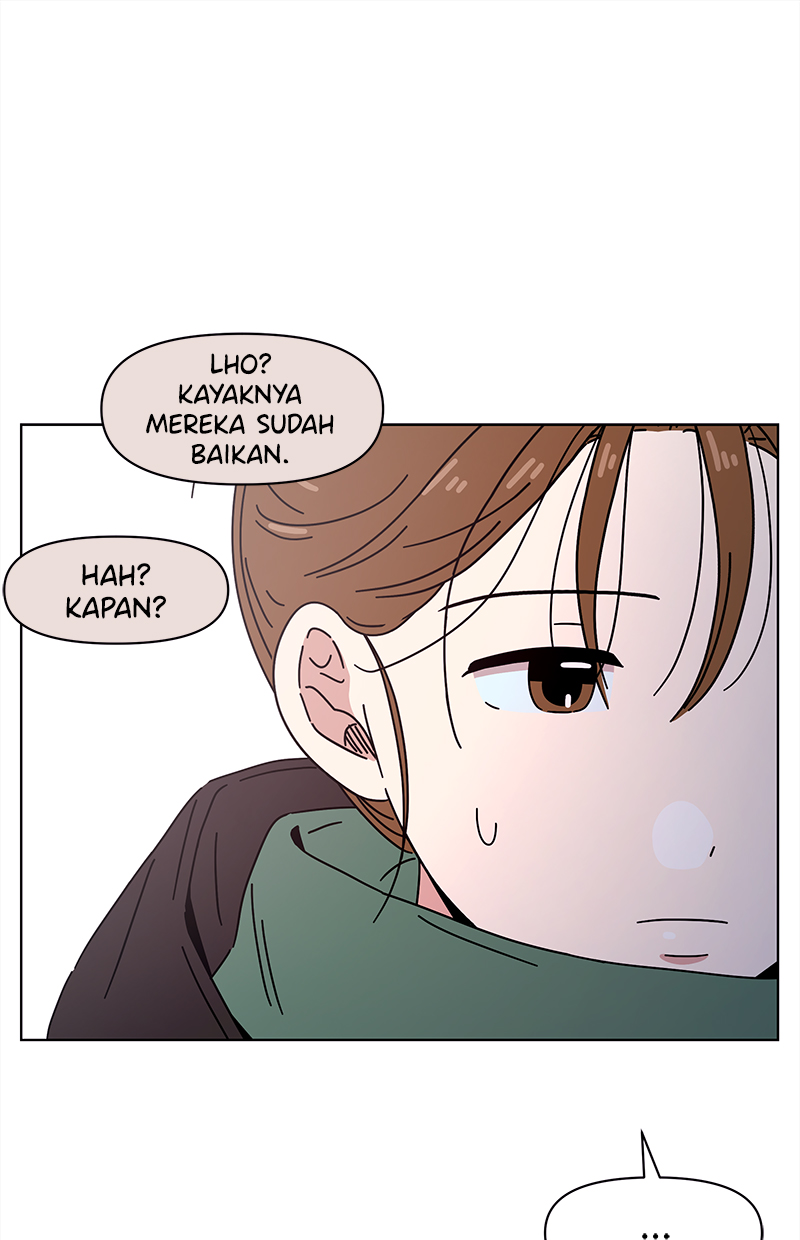 LHO?
KAYAKNYA
MEREKA SUDAH
BAIKAN.
HAH?
KAPAN?
...